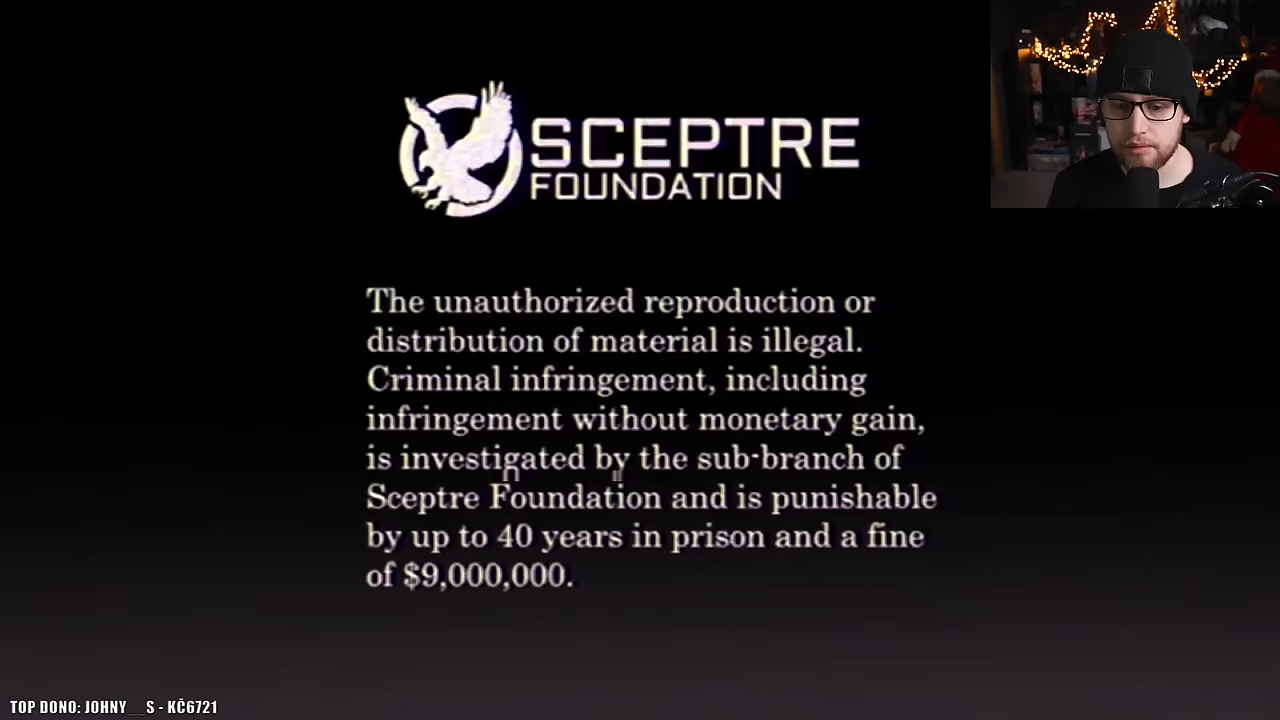 SCEPTRE
FOUNDATION
The unauthorized reproduction or
distribution of material is illegal.
Criminal infringement, including
infringement without monetary gain,
is investigated by the sub-branch of
Sceptre Foundation and is punishable
by up to 40 years in prison and a fine
of $9,000,000.
TOP DONO: JOHNY__S - KČ6721